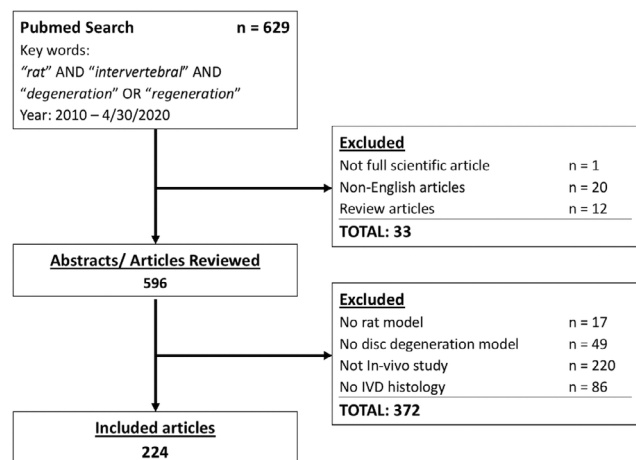 Pubmed Search n = 629
Key words:
“rat” AND “intervertebral” AND
“degeneration” OR “regeneration”
Year: 2010 – 4/30/2020
Excluded
Not full scientific article n = 1
Non-English articles n = 20
Review articles n = 12
TOTAL: 33
Abstracts/ Articles Reviewed
596
Excluded
No rat model n = 17
No disc degeneration model n = 49
Not In-vivo study n = 220
No IVD histology n = 86
TOTAL: 372
Included articles
224